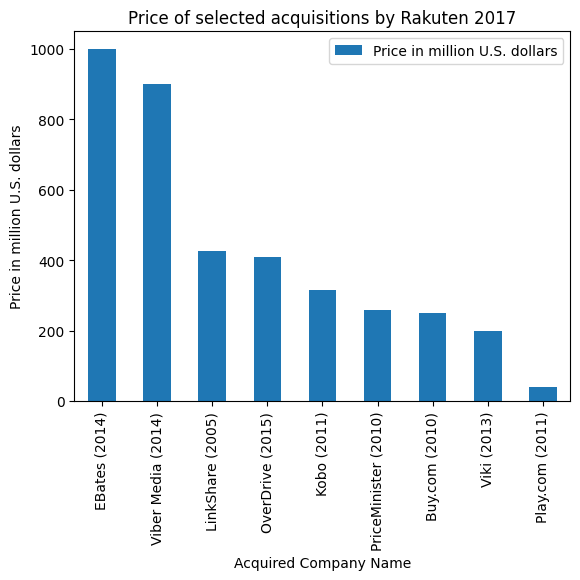 Price of selected acquisitions by Rakuten 2017
Price in million U.S. dollars
Price in million U.S. dollars
1000
800
600
400
200
0
EBates (2014)
Viber Media (2014)
LinkShare (2005)
OverDrive (2015)
Kobo (2011)
PriceMinister (2010)
Buy.com (2010)
Viki (2013)
Play.com (2011)
Acquired Company Name